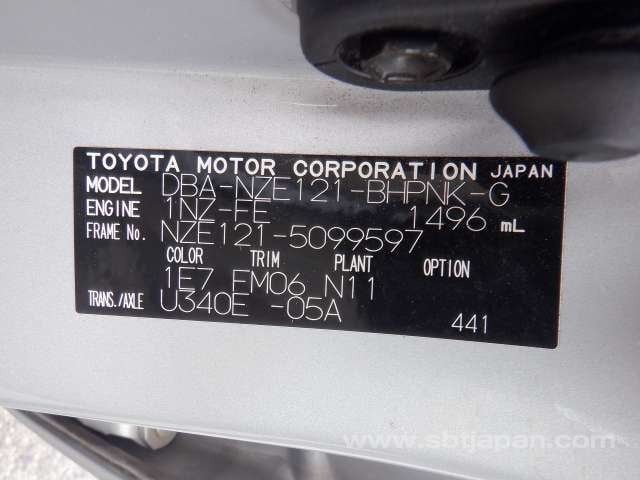 TOYOTA MOTOR CORPORATION JAPAN
MODEL DBA-NZE121-BHPNK-G
ENGINE 1NZ-FE 1496 mL
FRAME No. NZE121-5099597
COLOR TRIM PLANT OPTION
1E7 FM06 N11
TRANS./AXLE U340E -05A
441
www.sbtjapan.com